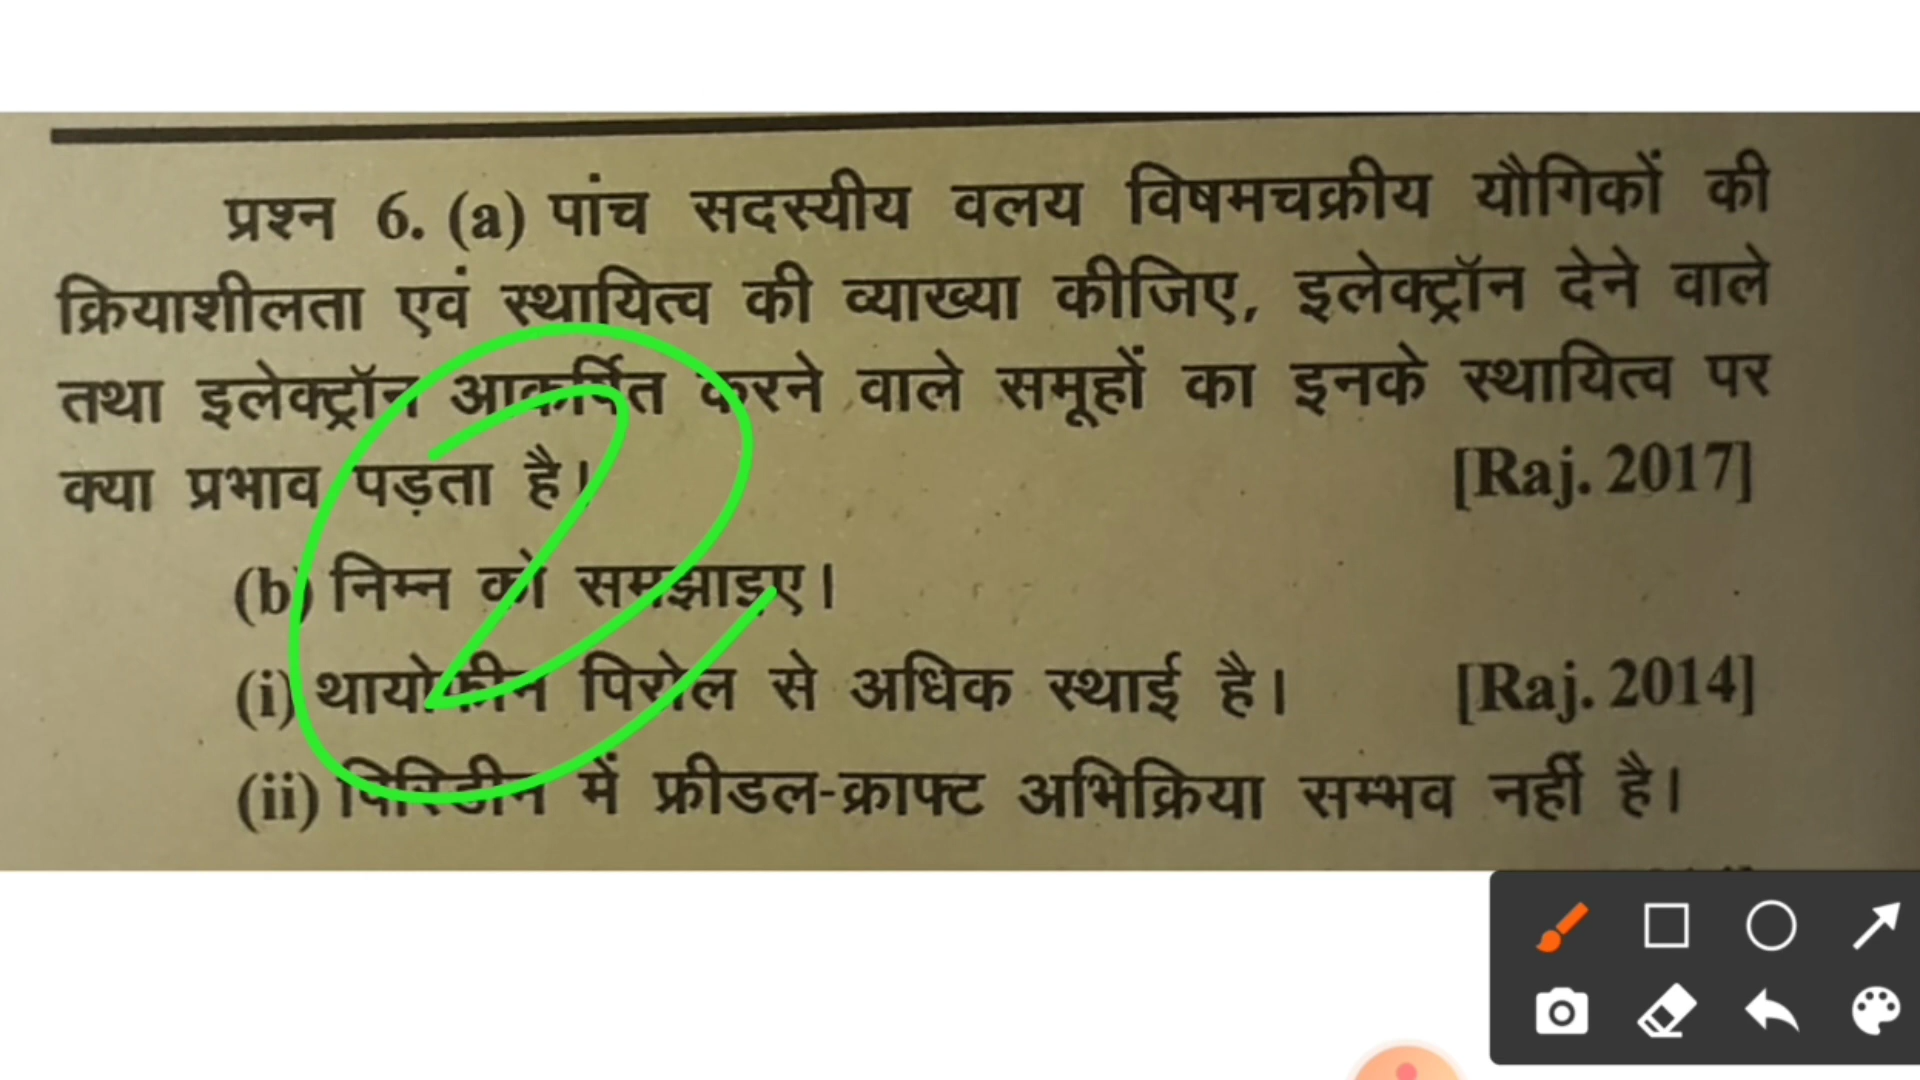 प्रश्न 6. (a) पांच सदस्यीय वलय विषमचक्रीय यौगिकों की
क्रियाशीलता एवं स्थायित्व की व्याख्या कीजिए, इलेक्ट्रॉन देने वाले
तथा इलेक्ट्रॉन आकर्षित करने वाले समूहों का इनके स्थायित्व पर
क्या प्रभाव पड़ता है। [Raj. 2017]
(b) निम्न को समझाइए।
(i) थायोफीन पिरोल से अधिक स्थाई है। [Raj. 2014]
(ii) पिरिडीन में फ्रीडल-क्राफ्ट अभिक्रिया सम्भव नहीं है।
2